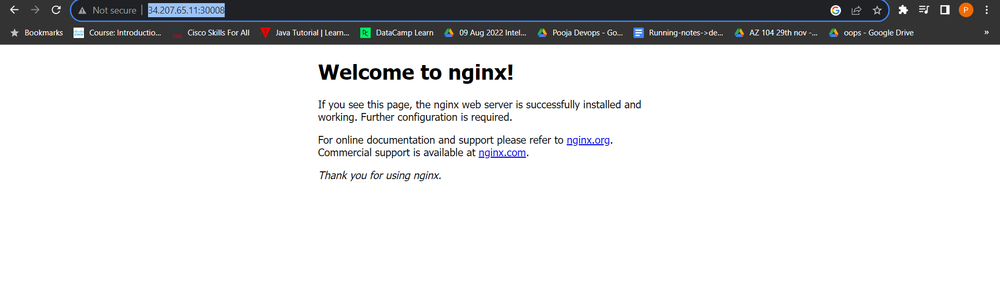 Not secure | 34.207.65.11:30008
P
Bookmarks CISCO Course: Introductio... CISCO Cisco Skills For All Java Tutorial | Learn... DataCamp Learn 09 Aug 2022 Intel... Pooja Devops - Go... Running-notes->de... AZ 104 29th nov -... oops - Google Drive »
Welcome to nginx!
If you see this page, the nginx web server is successfully installed and
working. Further configuration is required.
For online documentation and support please refer to nginx.org.
Commercial support is available at nginx.com.
Thank you for using nginx.